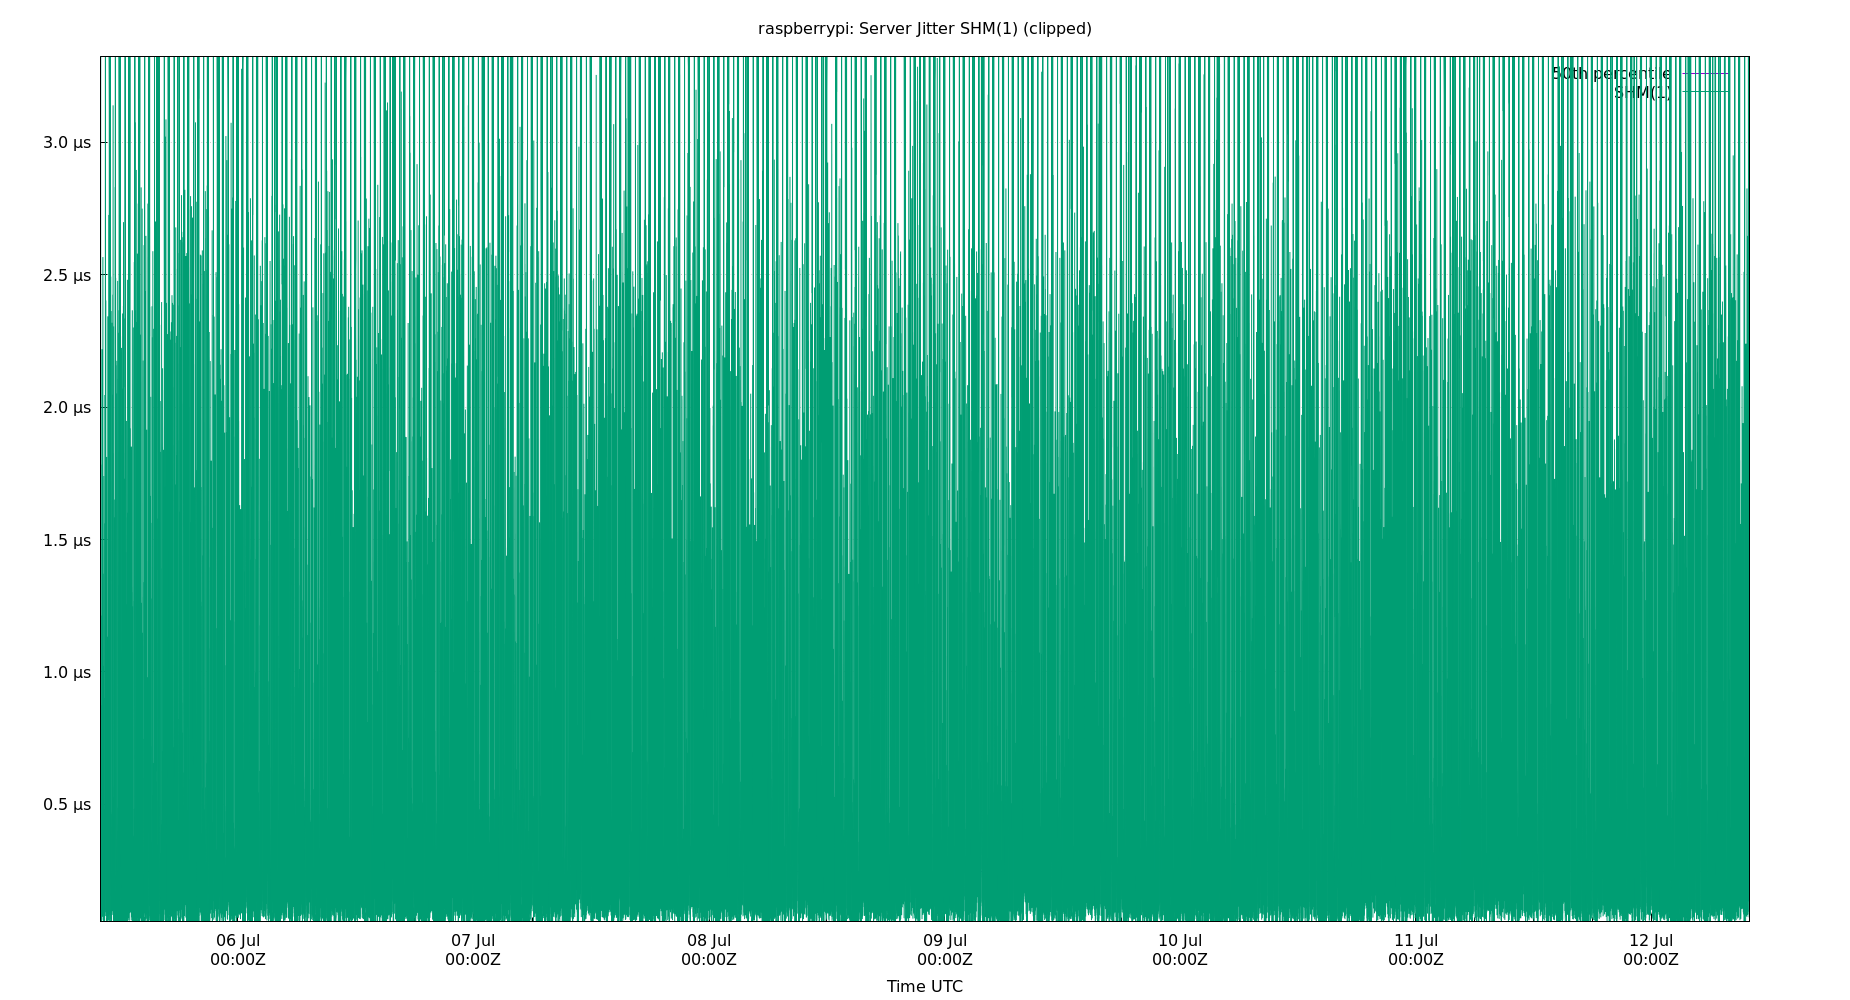 raspberrypi: Server Jitter SHM(1) (clipped)
50th percentile
SHM(1)
3.0 µs
2.5 µs
2.0 µs
1.5 µs
1.0 µs
0.5 µs
06 Jul 07 Jul 08 Jul 09 Jul 10 Jul 11 Jul 12 Jul
00:00Z 00:00Z 00:00Z 00:00Z 00:00Z 00:00Z 00:00Z
Time UTC